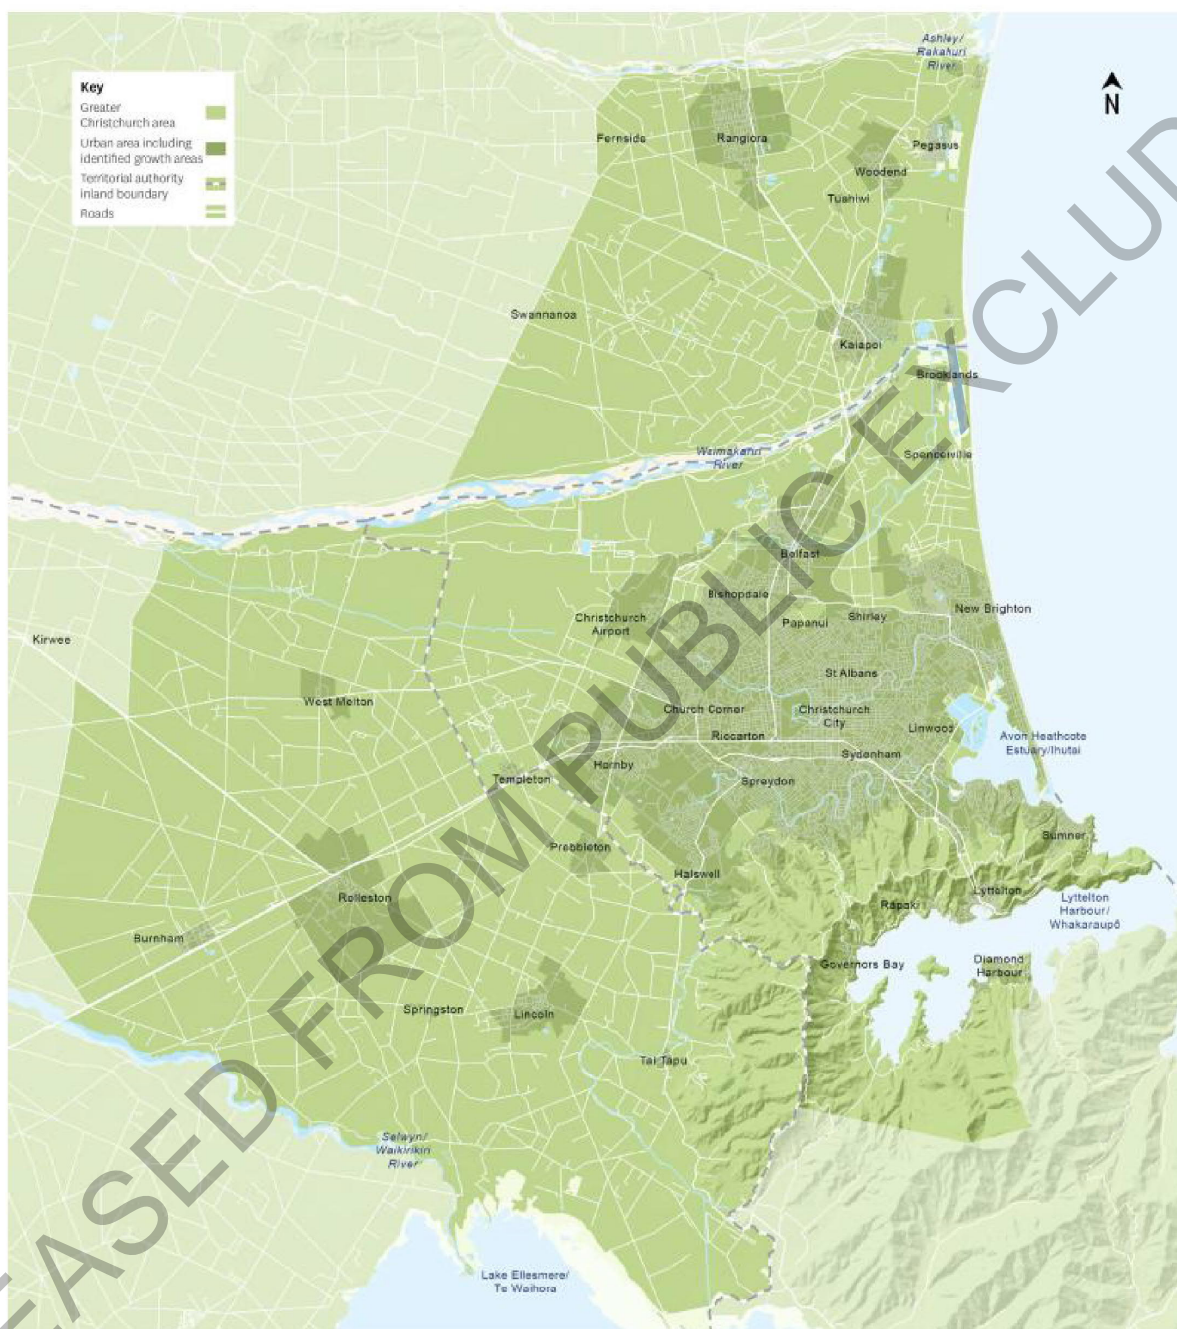 Ashley/
Rakahuri
River
N
Key
Greater
Christchurch area
Urban area including
identified growth areas
Territorial authority
inland boundary
Roads
Fernside
Rangiora
Pegasus
Woodend
Tuahiwi
Swannanoa
Kaiapoi
Brooklands
Waimakariri
River
Spencerville
Belfast
Bishopdale
Christchurch
Airport
Papanui
Shirley
New Brighton
Kirwee
St Albans
West Melton
Church Corner
Christchurch
City
Linwood
Riccarton
Avon Heathcote
Estuary/Ihutai
Sydenham
Hornby
Templeton
Spreydon
Sumner
Prebbleton
Halswell
Rolleston
Rapaki
Lyttelton
Lyttelton
Harbour/
Whakaraupō
Burnham
Governors Bay
Diamond
Harbour
Springston
Lincoln
Tai Tapu
Selwyn/
Waikirikiri
River
Lake Ellesmere/
Te Waihora
EASED FROM PUBLIC EXCLUD